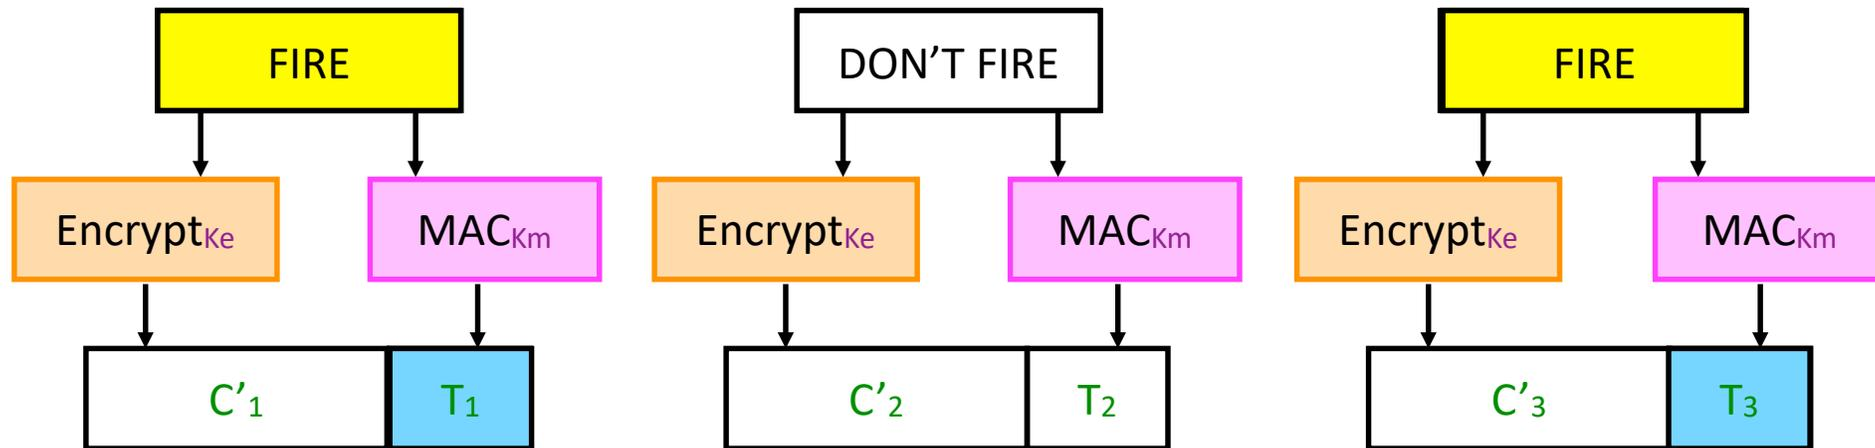 FIRE DON’T FIRE FIRE
EncryptKe MACKm EncryptKe MACKm EncryptKe MACKm
C’1 T1 C’2 T2 C’3 T3